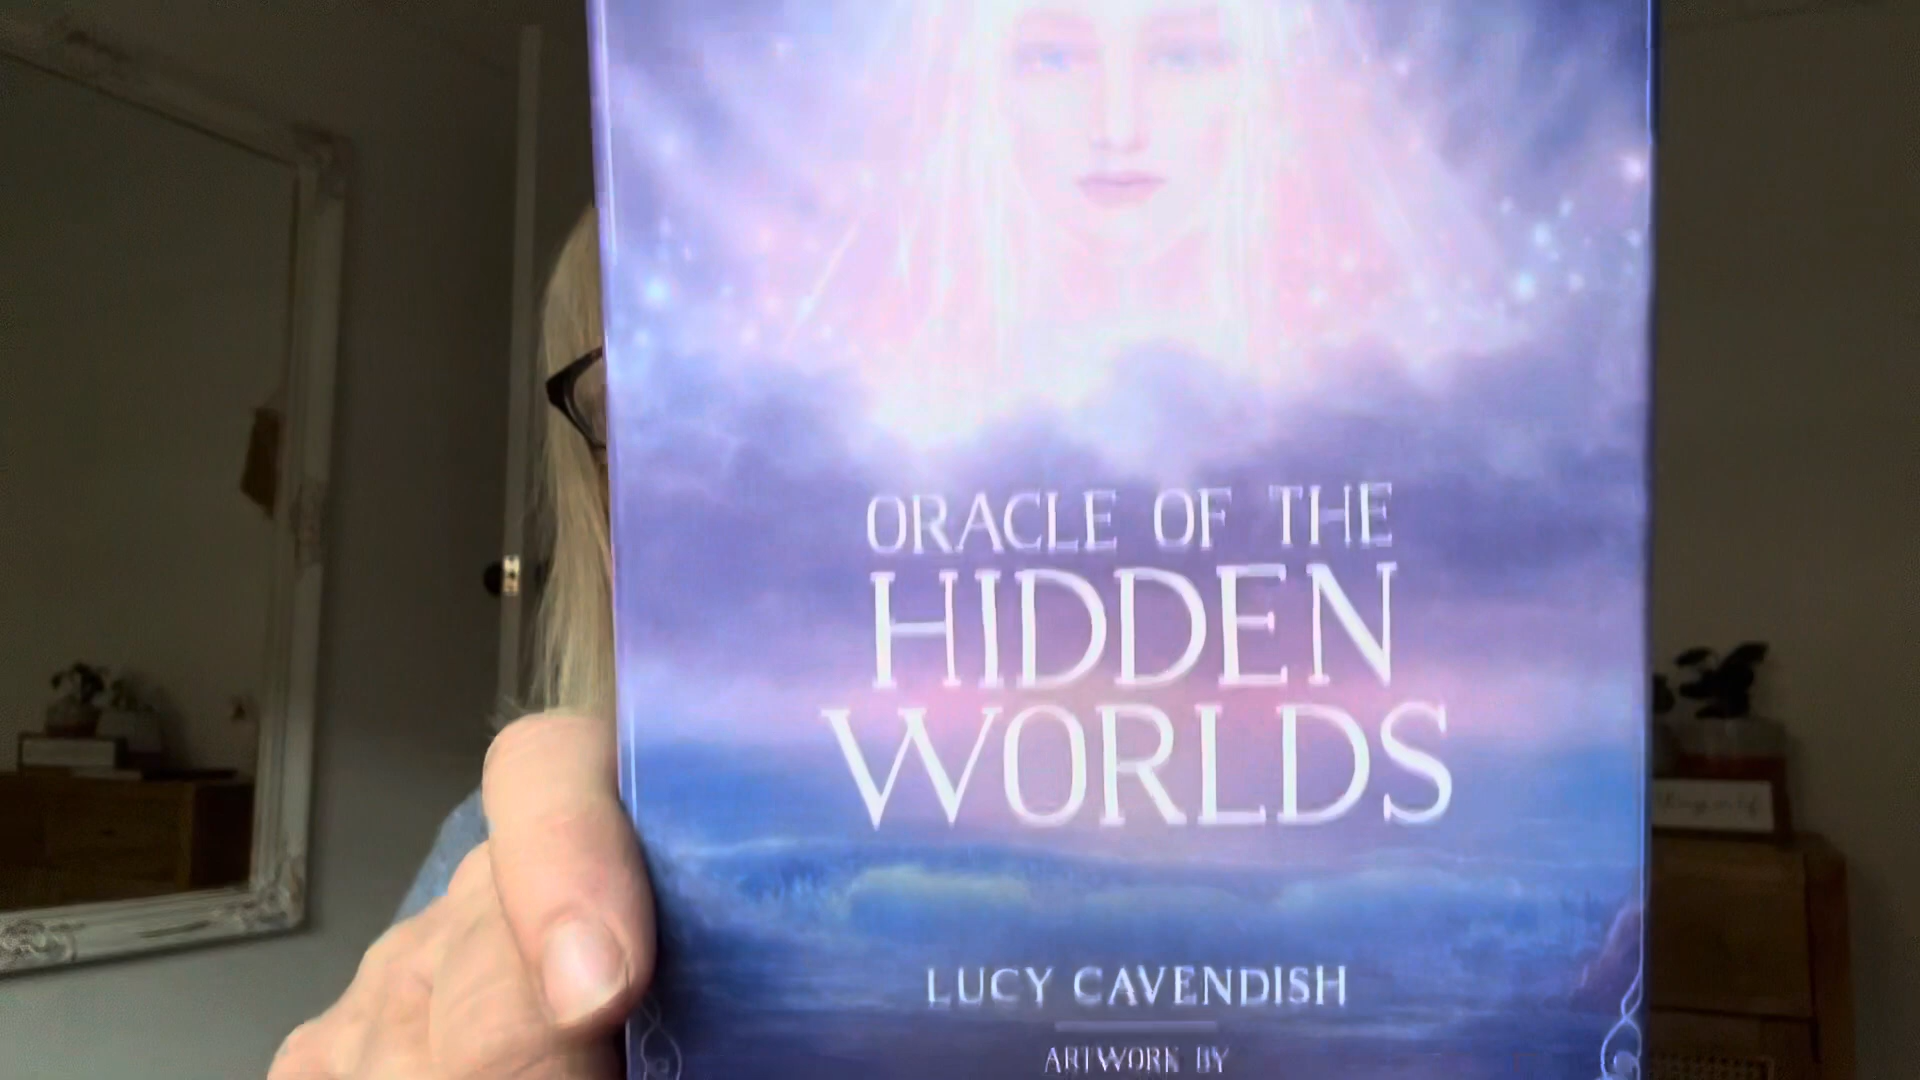 ORACLE OF THE
HIDDEN
WORLDS
LUCY CAVENDISH
ARTWORK BY